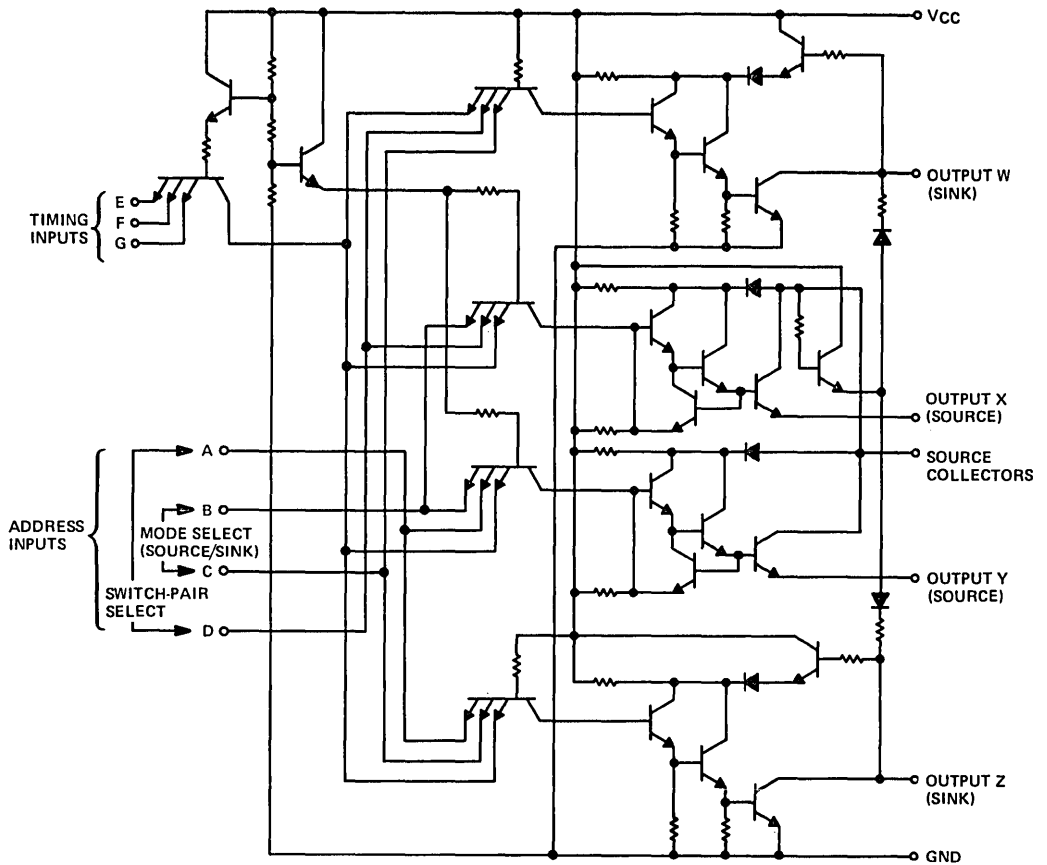 VCC
E
F
G
TIMING
INPUTS
OUTPUT W
(SINK)
OUTPUT X
(SOURCE)
SOURCE
COLLECTORS
A
B
MODE SELECT
(SOURCE/SINK)
C
ADDRESS
INPUTS
SWITCH-PAIR
SELECT
D
OUTPUT Y
(SOURCE)
OUTPUT Z
(SINK)
GND